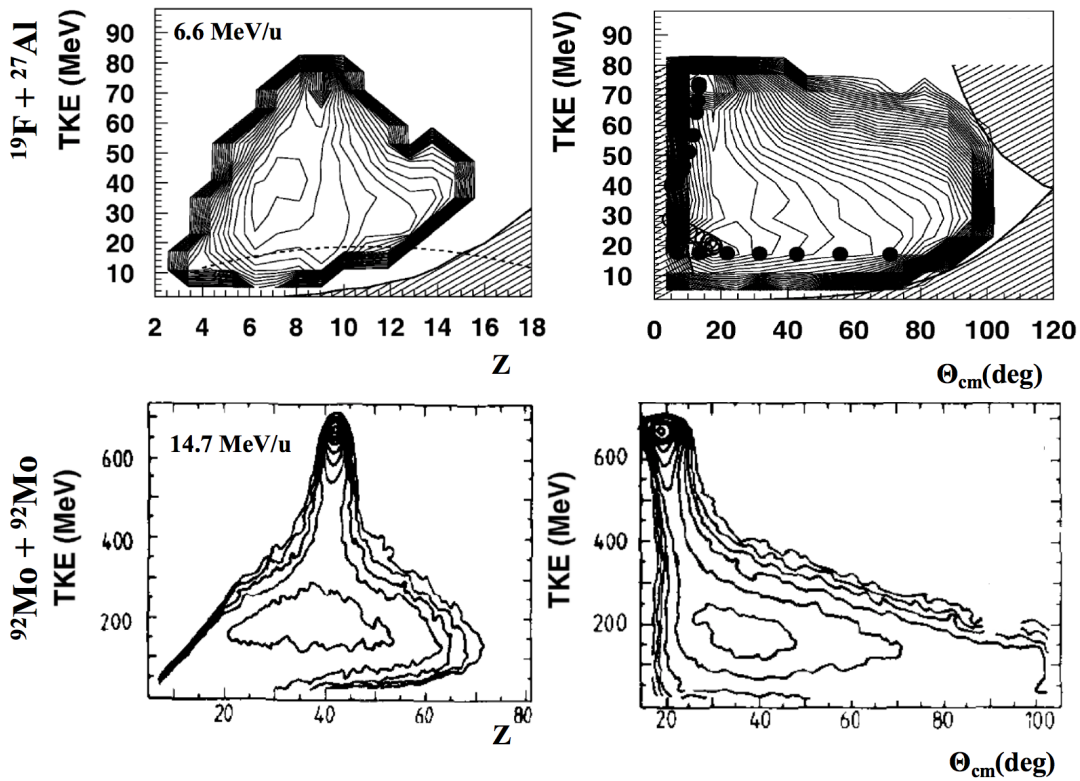 ¹⁹F + ²⁷Al
TKE (MeV)
90
80
70
60
50
40
30
20
10
6.6 MeV/u
2 4 6 8 10 12 14 16 18
Z
TKE (MeV)
90
80
70
60
50
40
30
20
10
0 20 40 60 80 100 120
Θcm(deg)
⁹²Mo + ⁹²Mo
TKE (MeV)
600
400
200
14.7 MeV/u
20 40 60 80
Z
TKE (MeV)
600
400
200
20 40 60 80 100
Θcm(deg)